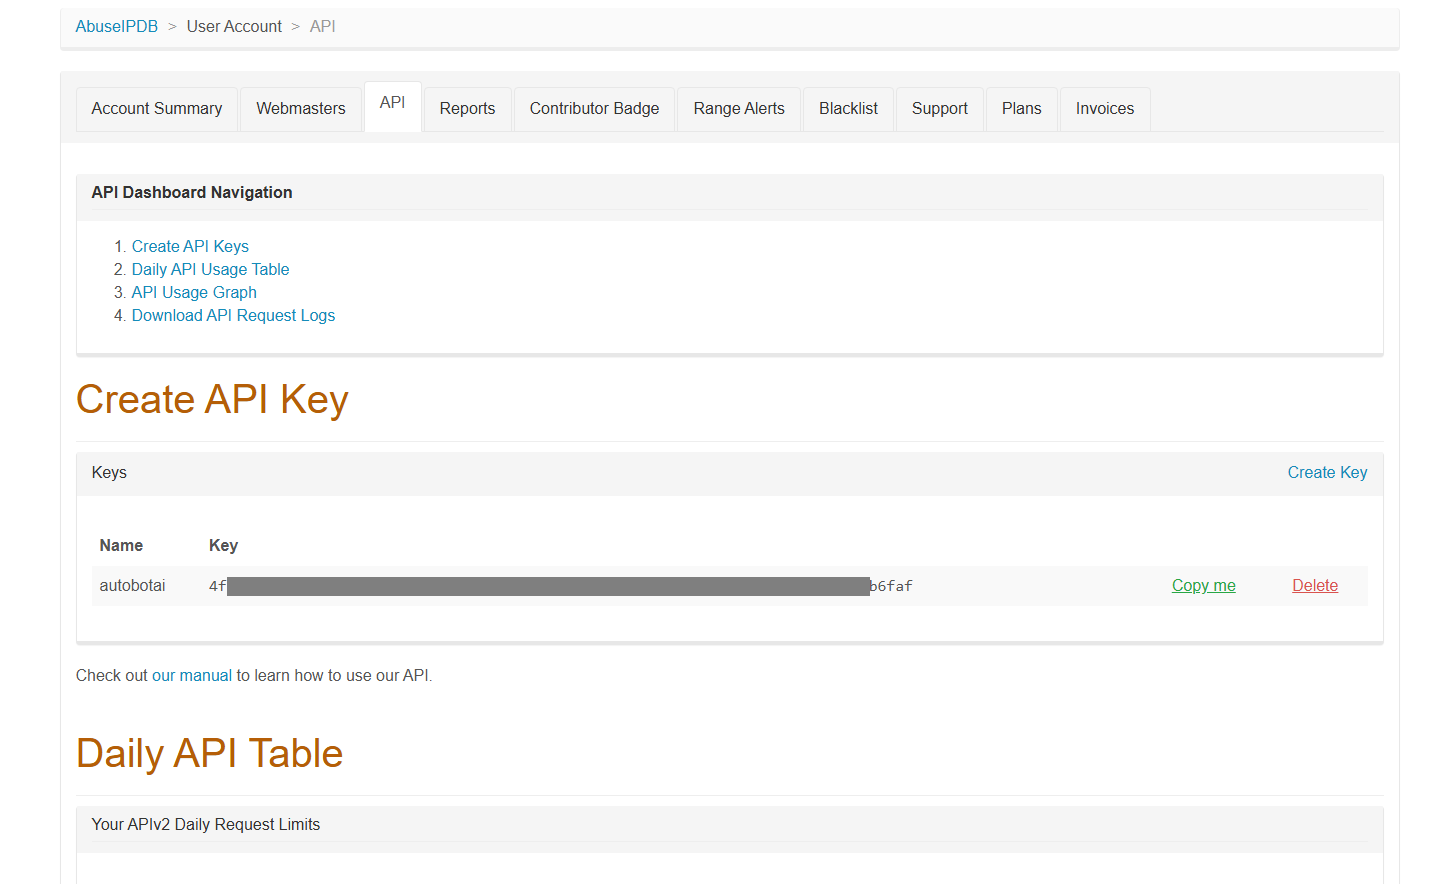 AbuseIPDB > User Account > API
Account Summary Webmasters API Reports Contributor Badge Range Alerts Blacklist Support Plans Invoices
API Dashboard Navigation
1. Create API Keys
2. Daily API Usage Table
3. API Usage Graph
4. Download API Request Logs
Create API Key
Keys Create Key
Name Key
autobotai 4f b6faf Copy me Delete
Check out our manual to learn how to use our API.
Daily API Table
Your APIv2 Daily Request Limits